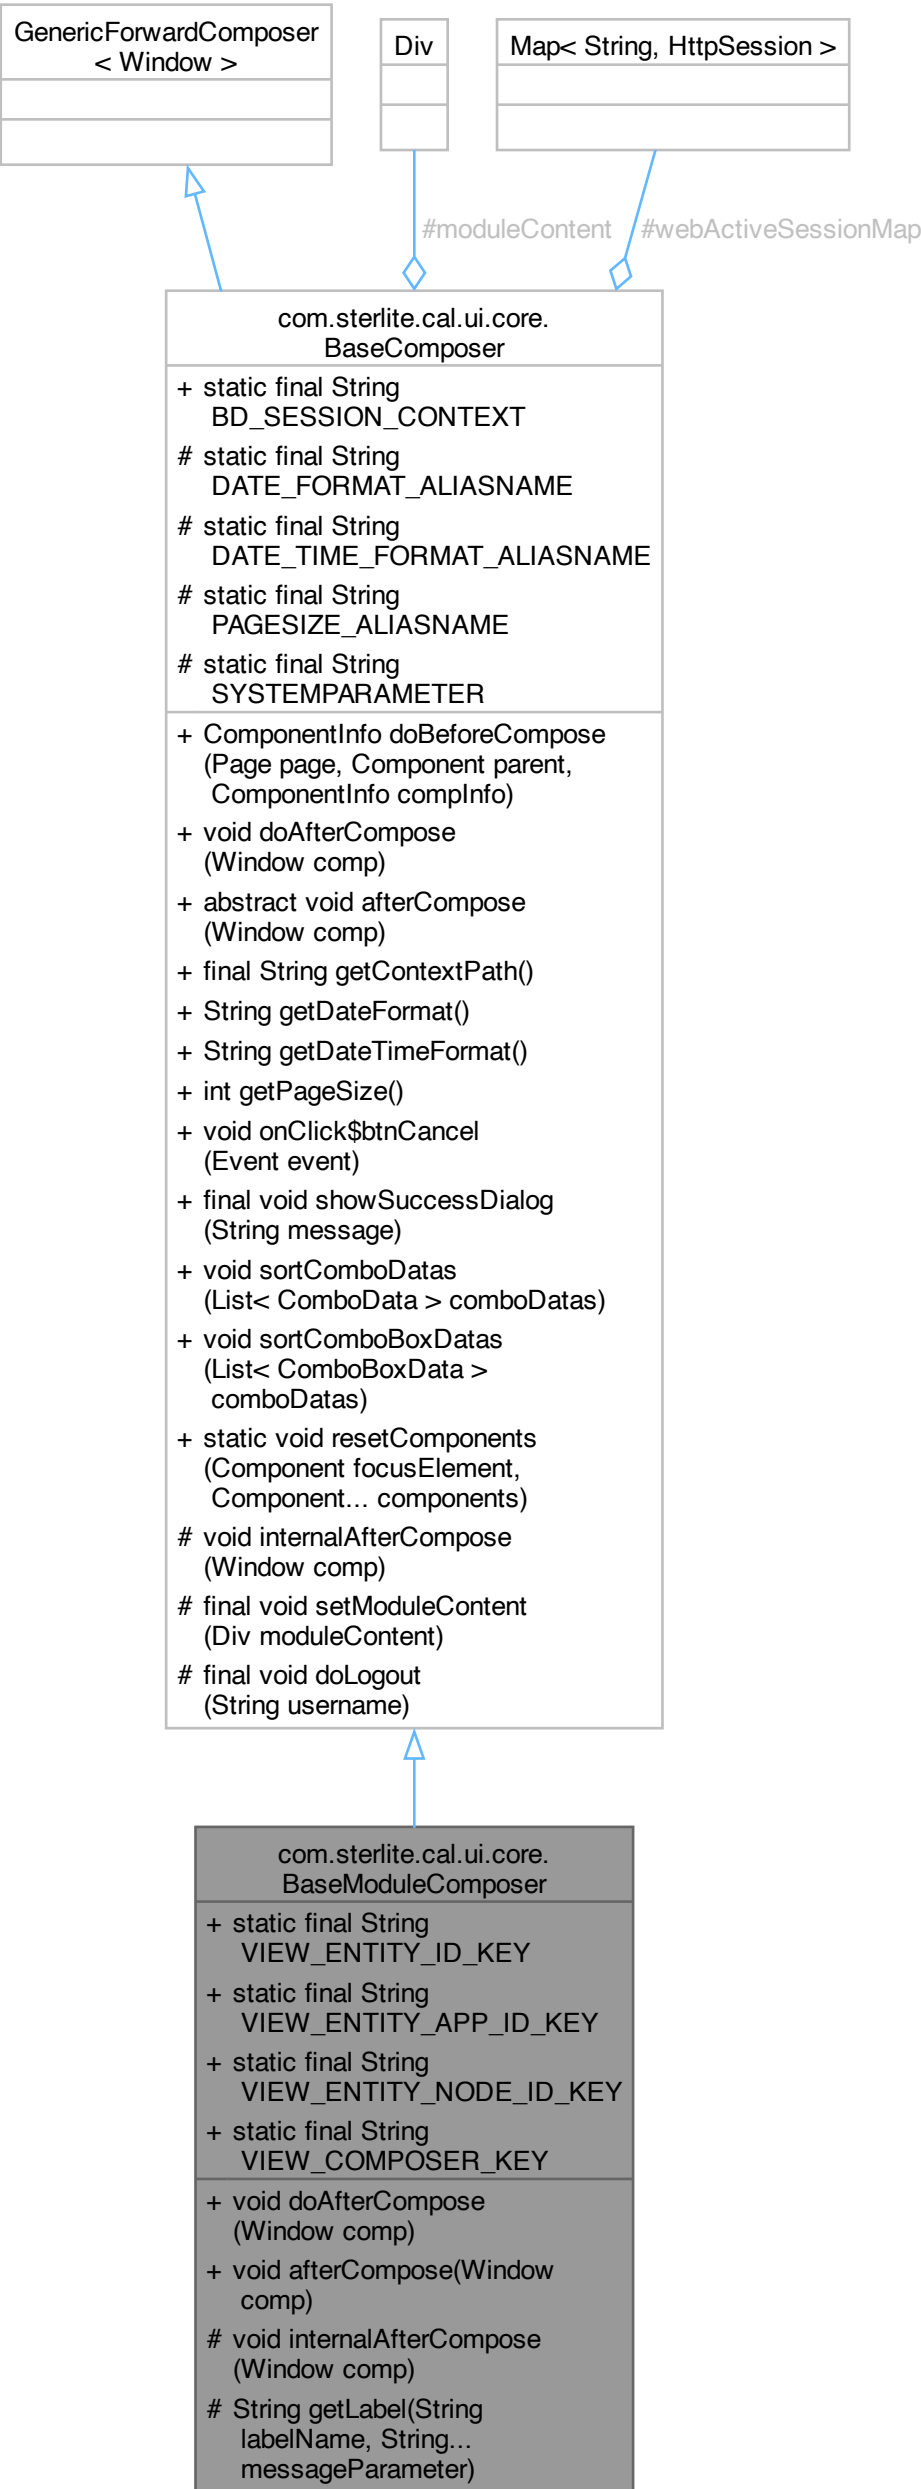 GenericForwardComposer
< Window >
Div
Map< String, HttpSession >
#moduleContent
#webActiveSessionMap
com.sterlite.cal.ui.core.
BaseComposer
+ static final String
BD_SESSION_CONTEXT
# static final String
DATE_FORMAT_ALIASNAME
# static final String
DATE_TIME_FORMAT_ALIASNAME
# static final String
PAGESIZE_ALIASNAME
# static final String
SYSTEMPARAMETER
+ ComponentInfo doBeforeCompose
(Page page, Component parent,
ComponentInfo compInfo)
+ void doAfterCompose
(Window comp)
+ abstract void afterCompose
(Window comp)
+ final String getContextPath()
+ String getDateFormat()
+ String getDateTimeFormat()
+ int getPageSize()
+ void onClick$btnCancel
(Event event)
+ final void showSuccessDialog
(String message)
+ void sortComboDatas
(List< ComboData > comboDatas)
+ void sortComboBoxDatas
(List< ComboBoxData >
comboDatas)
+ static void resetComponents
(Component focusElement,
Component... components)
# void internalAfterCompose
(Window comp)
# final void setModuleContent
(Div moduleContent)
# final void doLogout
(String username)
com.sterlite.cal.ui.core.
BaseModuleComposer
+ static final String
VIEW_ENTITY_ID_KEY
+ static final String
VIEW_ENTITY_APP_ID_KEY
+ static final String
VIEW_ENTITY_NODE_ID_KEY
+ static final String
VIEW_COMPOSER_KEY
+ void doAfterCompose
(Window comp)
+ void afterCompose(Window
comp)
# void internalAfterCompose
(Window comp)
# String getLabel(String
labelName, String...
messageParameter)